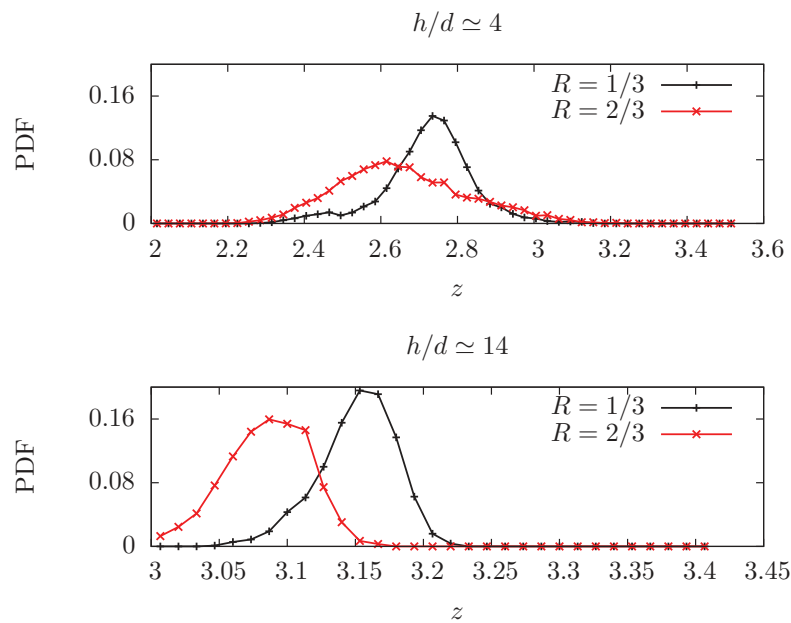 h/d ≃ 4
PDF
0.16
0.08
0
R = 1/3
R = 2/3
2 2.2 2.4 2.6 2.8 3 3.2 3.4 3.6
z
h/d ≃ 14
PDF
0.16
0.08
0
R = 1/3
R = 2/3
3 3.05 3.1 3.15 3.2 3.25 3.3 3.35 3.4 3.45
z